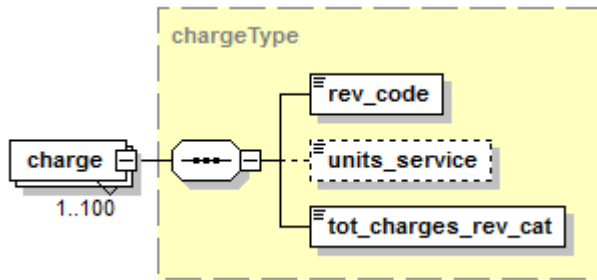 chargeType
rev_code
charge
units_service
1..100
tot_charges_rev_cat